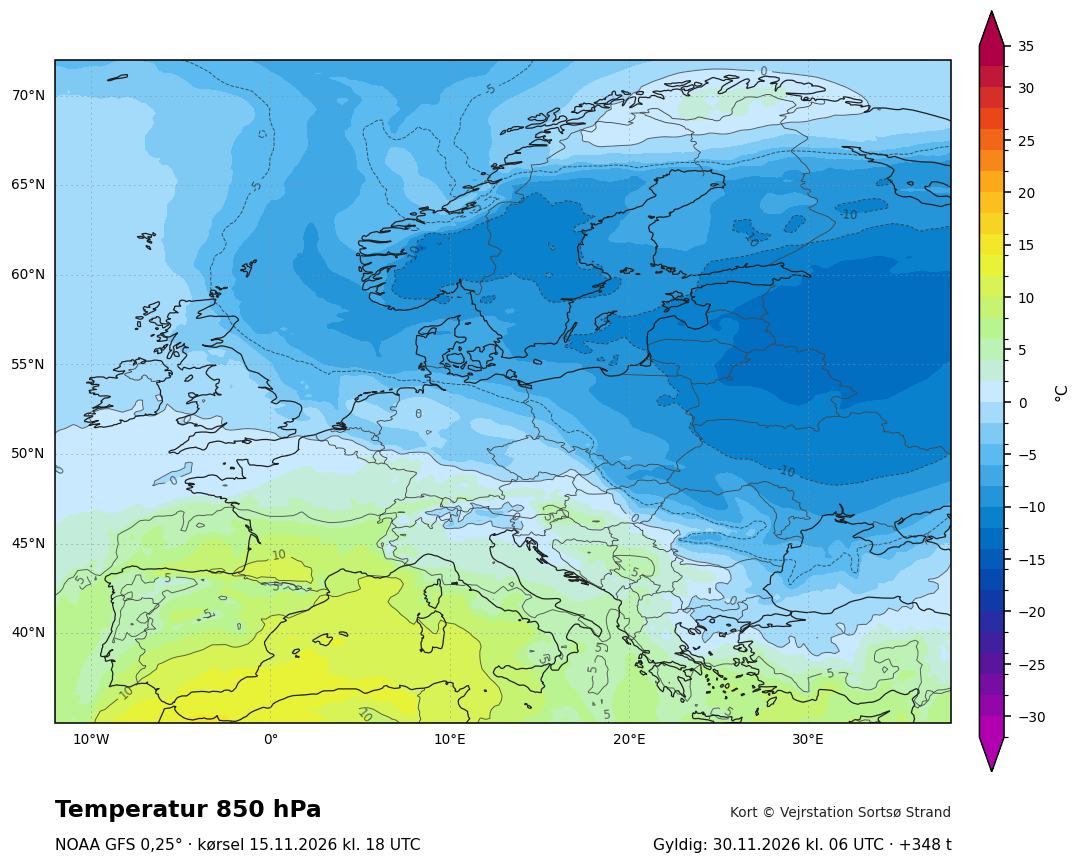 70°N
65°N
60°N
55°N
50°N
45°N
40°N
10°W
0°
10°E
20°E
30°E
35
30
25
20
15
10
5
0
−5
−10
−15
−20
−25
−30
°C
Temperatur 850 hPa
Kort © Vejrstation Sortsø Strand
NOAA GFS 0,25° · kørsel 15.11.2026 kl. 18 UTC
Gyldig: 30.11.2026 kl. 06 UTC · +348 t